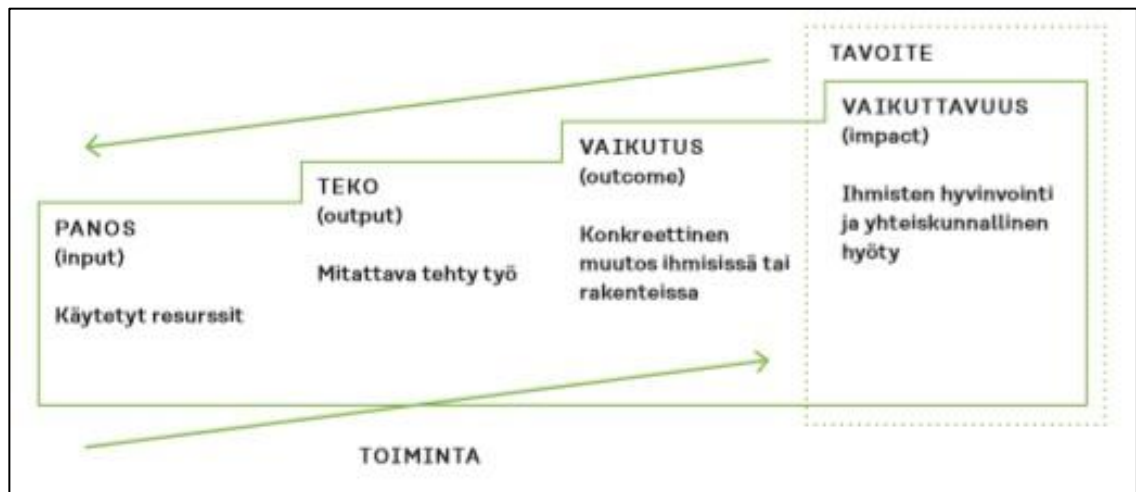 TAVOITE
VAIKUTTAVUUS
(impact)
Ihmisten hyvinvointi
ja yhteiskunnallinen
hyöty
VAIKUTUS
(outcome)
Konkreettinen
muutos ihmisissä tai
rakenteissa
TEKO
(output)
Mitattava tehty työ
PANOS
(input)
Käytetyt resurssit
TOIMINTA